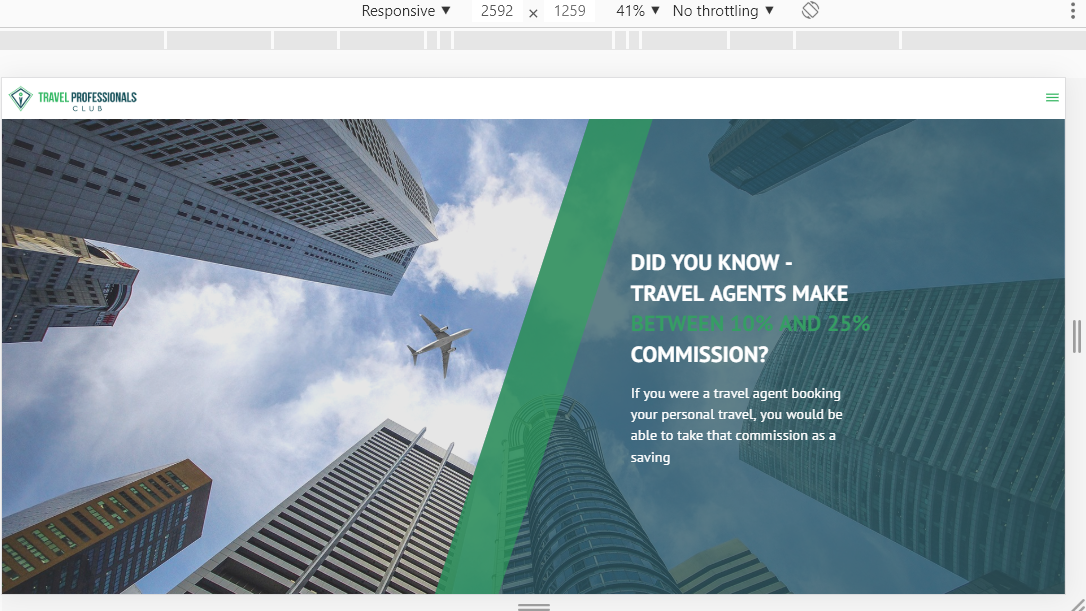 Responsive ▼ 2592 × 1259 41% ▼ No throttling ▼
TRAVEL PROFESSIONALS
CLUB
DID YOU KNOW -
TRAVEL AGENTS MAKE
BETWEEN 10% AND 25%
COMMISSION?
If you were a travel agent booking
your personal travel, you would be
able to take that commission as a
saving